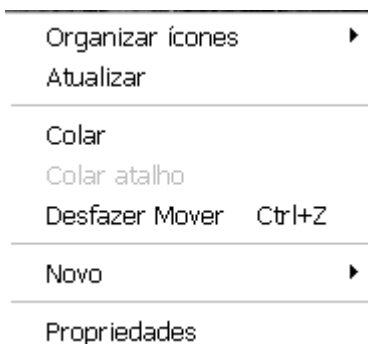 Organizar ícones
Atualizar
Colar
Colar atalho
Desfazer Mover Ctrl+Z
Novo
Propriedades